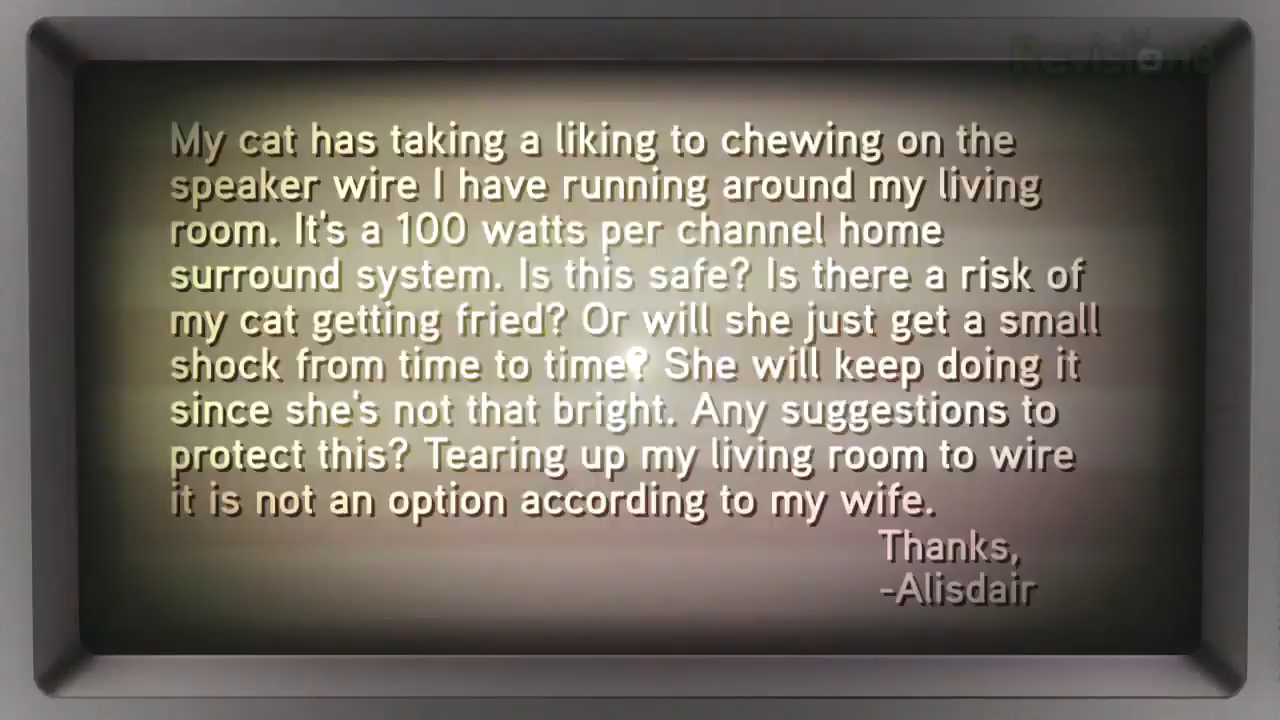 Revision3
My cat has taking a liking to chewing on the
speaker wire I have running around my living
room. It's a 100 watts per channel home
surround system. Is this safe? Is there a risk of
my cat getting fried? Or will she just get a small
shock from time to time? She will keep doing it
since she's not that bright. Any suggestions to
protect this? Tearing up my living room to wire
it is not an option according to my wife.
Thanks,
-Alisdair